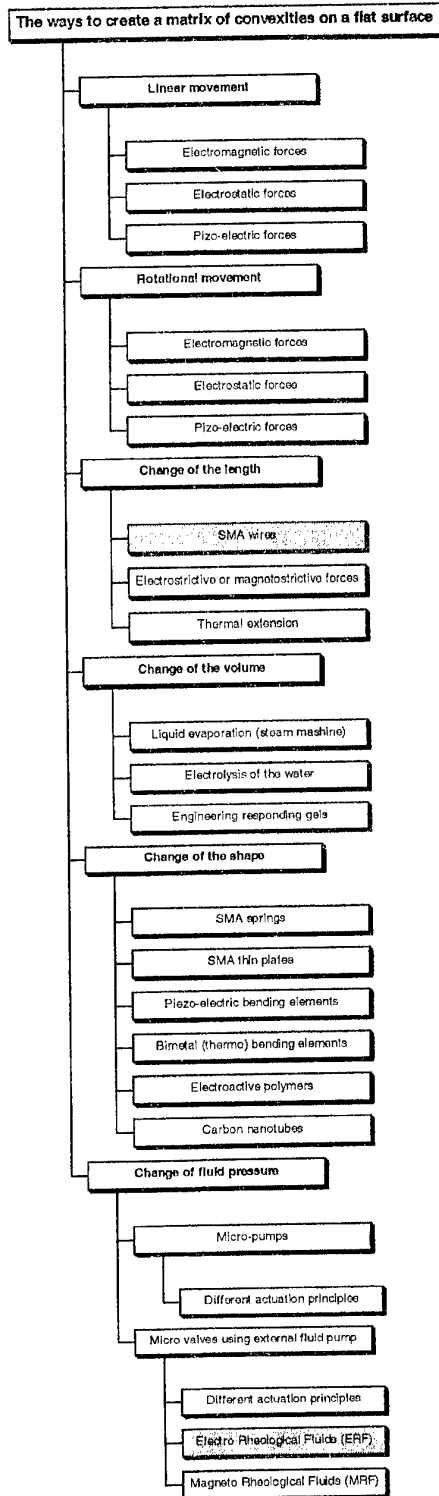 The ways to create a matrix of convexities on a flat surface
Linear movement
Electromagnetic forces
Electrostatic forces
Pizo-electric forces
Rotational movement
Electromagnetic forces
Electrostatic forces
Pizo-electric forces
Change of the length
SMA wires
Electrostrictive or magnetostrictive forces
Thermal extension
Change of the volume
Liquid evaporation (steam mashine)
Electrolysis of the water
Engineering responding gels
Change of the shape
SMA springs
SMA thin plates
Piezo-electric bending elements
Bimetal (thermo) bending elements
Electroactive polymers
Carbon nanotubes
Change of fluid pressure
Micro-pumps
Different actuation principles
Micro valves using external fluid pump
Different actuation principles
Electro Rheological Fluids (ERF)
Magneto Rheological Fluids (MRF)